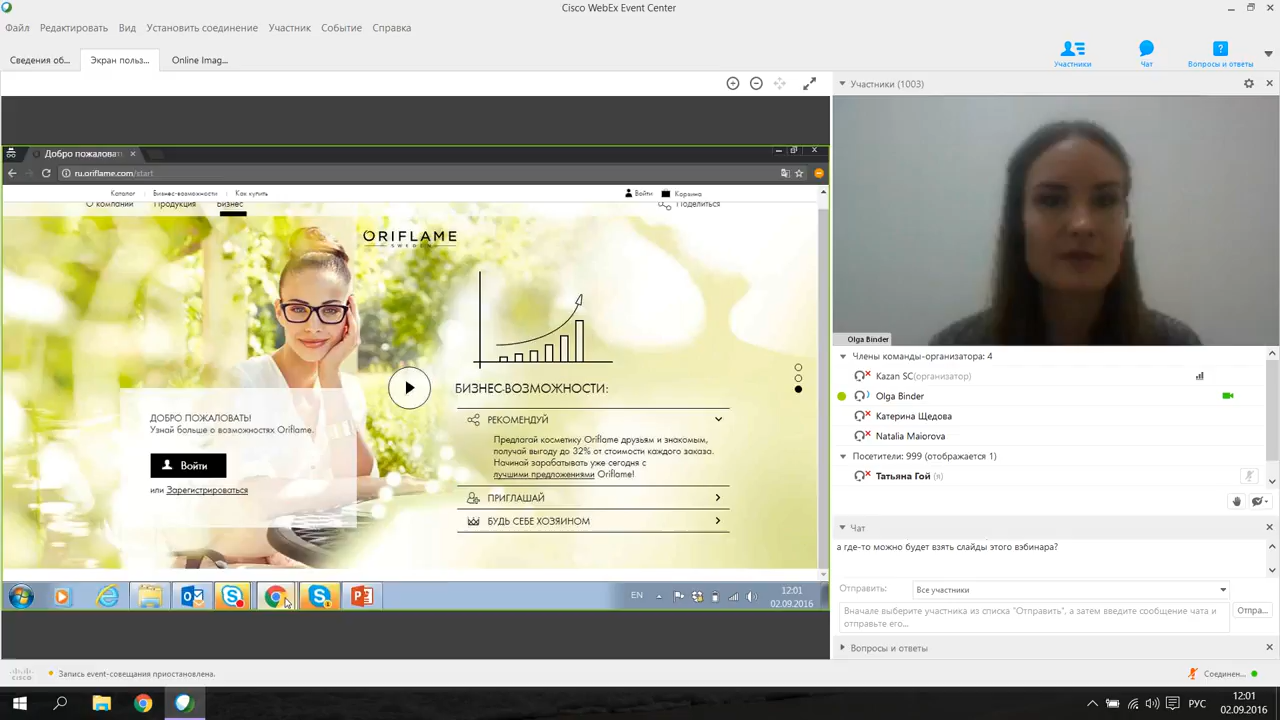 Cisco WebEx Event Center
Файл Редактировать Вид Установить соединение Участник Событие Справка
Сведения об... Экран польз... Online Imag...
Участники Чат Вопросы и ответы
Участники (1003)
Добро пожаловат
ru.oriflame.com/start
Каталог Бизнес-возможности Как купить Войти Корзина
О компании Продукция Бизнес Поделиться
ORIFLAME
SWEDEN
БИЗНЕС-ВОЗМОЖНОСТИ:
РЕКОМЕНДУЙ
Предлагай косметику Oriflame друзьям и знакомым,
получай выгоду до 32% от стоимости каждого заказа.
Начинай зарабатывать уже сегодня с
лучшими предложениями Oriflame!
ПРИГЛАШАЙ
БУДЬ СЕБЕ ХОЗЯИНОМ
ДОБРО ПОЖАЛОВАТЬ!
Узнай больше о возможностях Oriflame.
Войти
или Зарегистрироваться
EN 12:01
02.09.2016
Olga Binder
Члены команды-организатора: 4
Kazan SC(организатор)
Olga Binder
Катерина Щедова
Natalia Maiorova
Посетители: 999 (отображается 1)
Татьяна Гой (я)
Чат
а где-то можно будет взять слайды этого вэбинара?
Отправить: Все участники
Вначале выберите участника из списка "Отправить", а затем введите сообщение чата и
отправьте его...
Отпра...
Вопросы и ответы
cisco Запись event-совещания приостановлена. Соединен...
РУС 12:01
02.09.2016